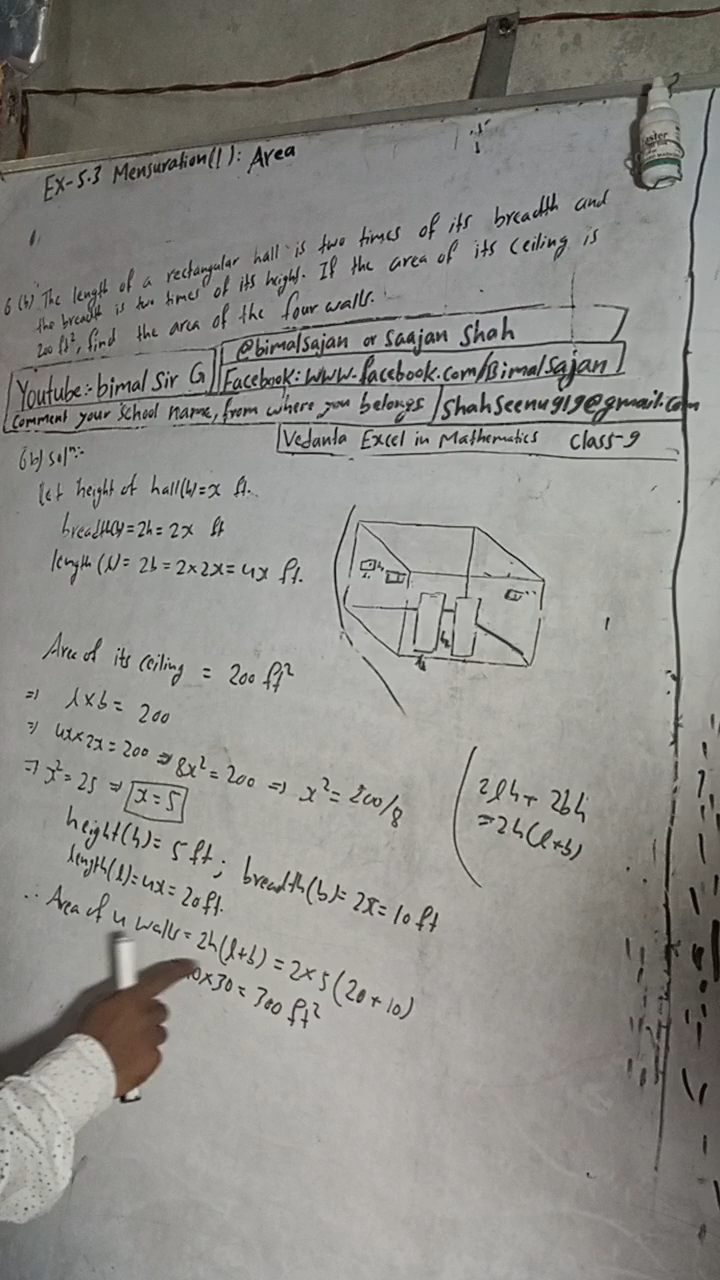 Ex-5.3 Mensuration(1): Area
6 (b) The length of a rectangular hall is two times of its breadth and
the breadth is two times of its height. If the area of its ceiling is
200 ft², find the area of the four walls.
@bimalsajan or Saajan Shah
Youtube:- bimal Sir G
Facebook: www.facebook.com/Bimalsajan
Comment your School name, from where you belongs
Shahseenu919@gmail.com
Vedanta Excel in Mathematics Class-9
6b) Solⁿ:-
let height of hall(h)=x ft.
breadth(b)=2h=2x ft
length (l)= 2b = 2×2x=4x ft.
Area of its ceiling = 200 ft²
⇒ l×b= 200
⇒ 4x×2x=200 ⇒ 8x²=200 ⇒ x²=200/8
⇒ x²=25 ⇒ x=5
2lh+ 2bh
=2h(l+b)
height(h)= 5ft; breadth(b)= 2x=10ft
length(l)=4x=20ft.
∴ Area of 4 walls=2h(l+b)=2×5(20+10)
10×30=300 ft²